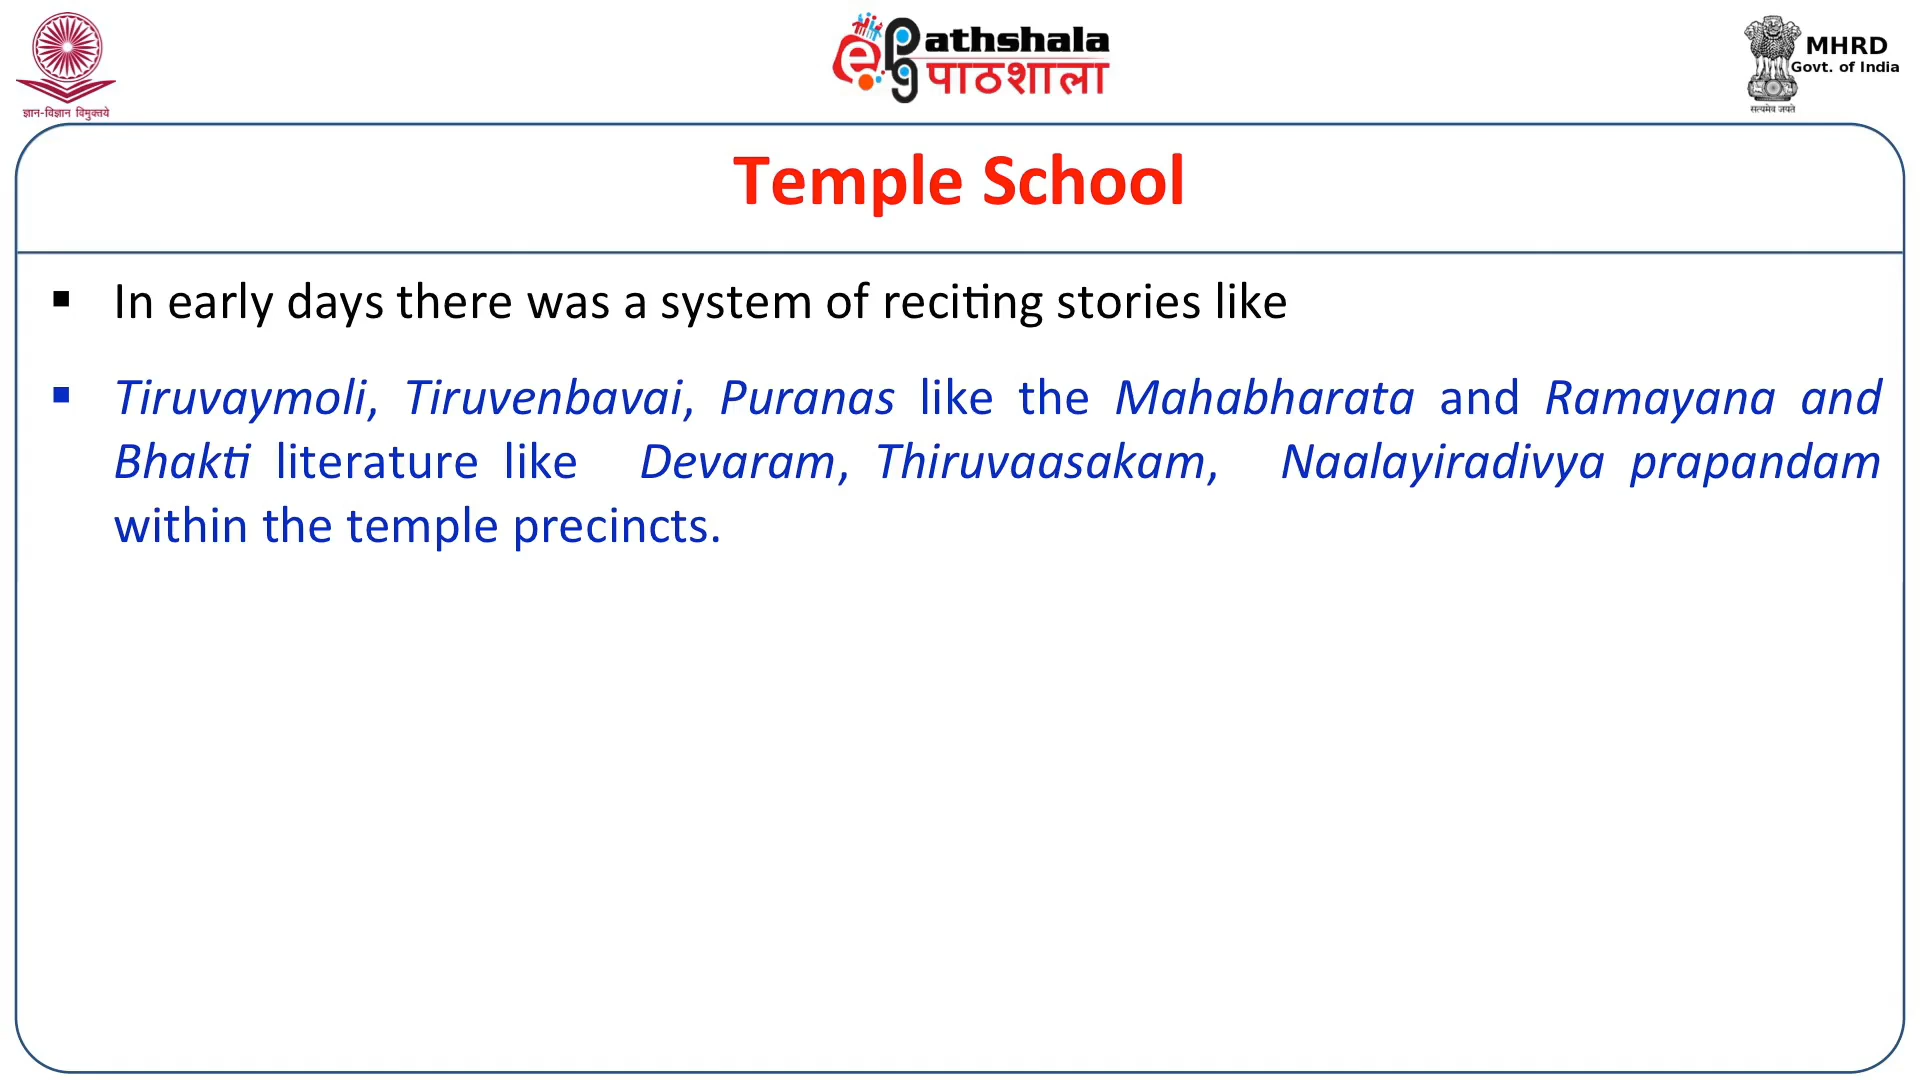 ज्ञान-विज्ञान विमुक्तये
ePg Pathshala
पाठशाला
MHRD
Govt. of India
सत्यमेव जयते
Temple School
▪ In early days there was a system of reciting stories like
▪ Tiruvaymoli, Tiruvenbavai, Puranas like the Mahabharata and Ramayana and
Bhakti literature like Devaram, Thiruvaasakam, Naalayiradivya prapandam
within the temple precincts.